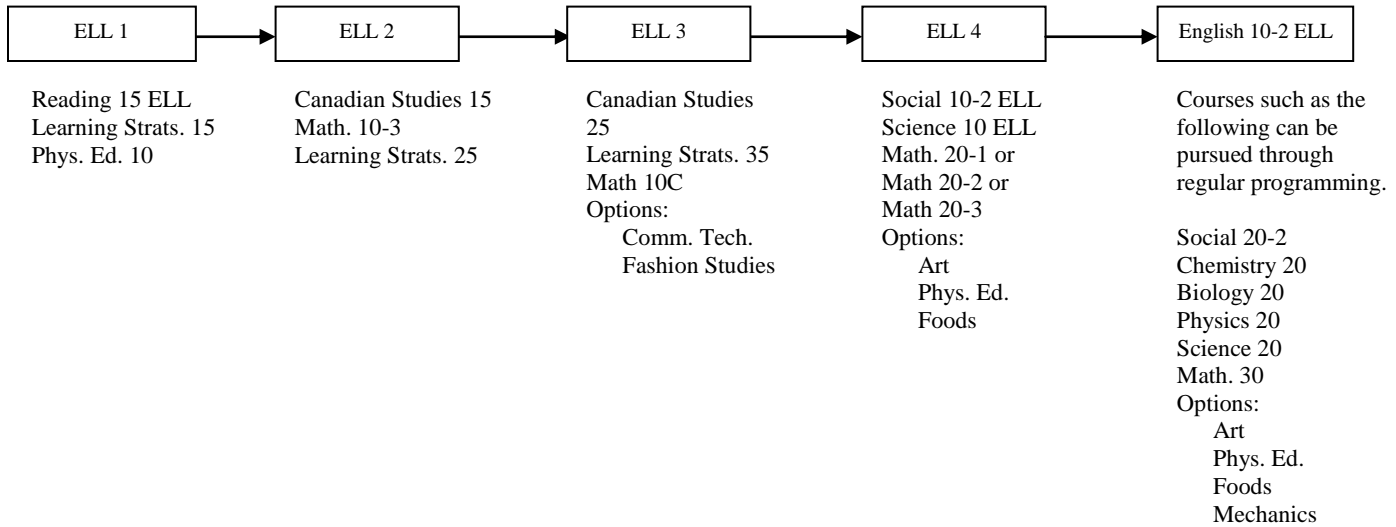 ELL 1
ELL 2
ELL 3
ELL 4
English 10-2 ELL
Reading 15 ELL
Learning Strats. 15
Phys. Ed. 10
Canadian Studies 15
Math. 10-3
Learning Strats. 25
Canadian Studies
25
Learning Strats. 35
Math 10C
Options:
Comm. Tech.
Fashion Studies
Social 10-2 ELL
Science 10 ELL
Math. 20-1 or
Math 20-2 or
Math 20-3
Options:
Art
Phys. Ed.
Foods
Courses such as the
following can be
pursued through
regular programming.
Social 20-2
Chemistry 20
Biology 20
Physics 20
Science 20
Math. 30
Options:
Art
Phys. Ed.
Foods
Mechanics